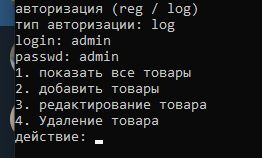 авторизация (reg / log)
тип авторизации: log
login: admin
passwd: admin
1. показать все товары
2. добавить товары
3. редактирование товара
4. Удаление товара
действие: